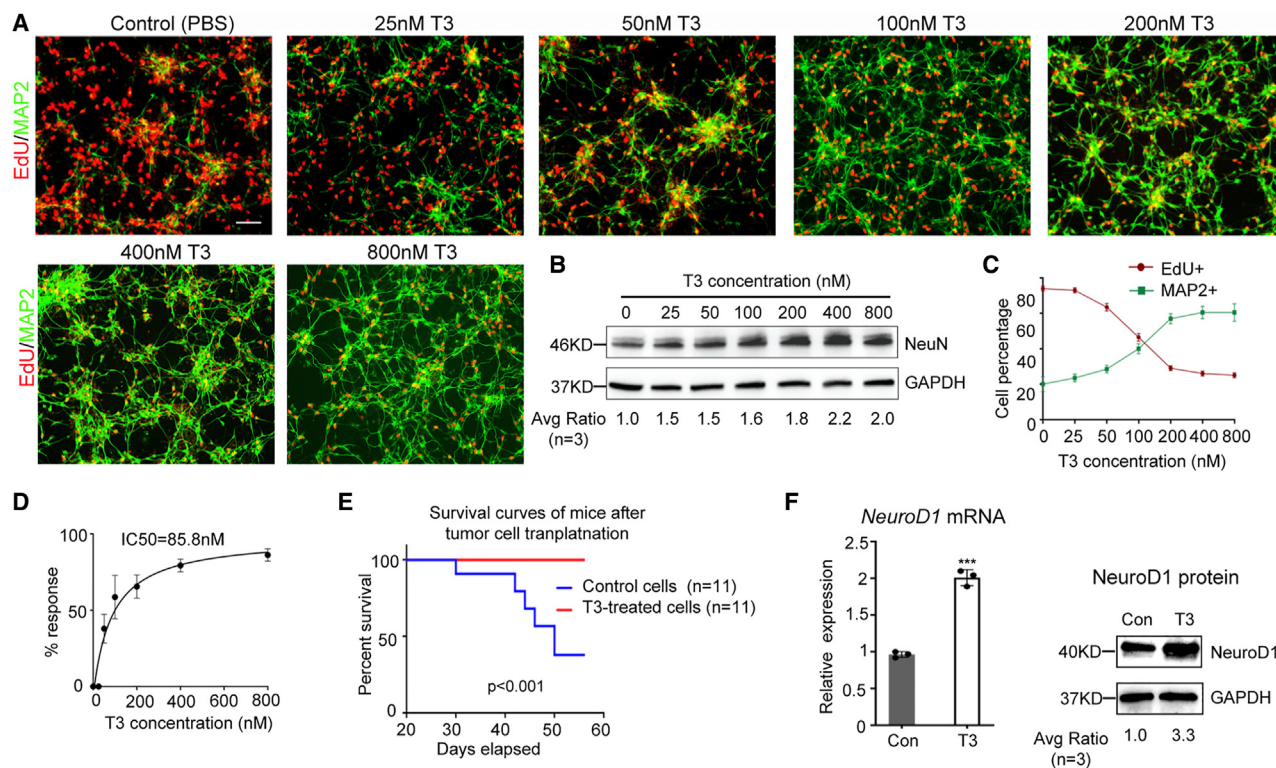 A
Control (PBS)
25nM T3
50nM T3
100nM T3
200nM T3
EdU/MAP2
400nM T3
800nM T3
EdU/MAP2
B
T3 concentration (nM)
0 25 50 100 200 400 800
46KD
NeuN
37KD
GAPDH
Avg Ratio 1.0 1.5 1.5 1.6 1.8 2.2 2.0
(n=3)
C
EdU+
MAP2+
Cell percentage
80
60
40
20
0
0 25 50 100 200 400 800
T3 concentration (nM)
D
IC50=85.8nM
% response
100
50
0
0 200 400 600 800
T3 concentration (nM)
E
Survival curves of mice after
tumor cell tranplatnation
Percent survival
100
50
0
Control cells (n=11)
T3-treated cells (n=11)
p<0.001
20 40 60
Days elapsed
F
NeuroD1 mRNA
Relative expression
2.5
2
1.5
1
0.5
0
***
Con T3
NeuroD1 protein
Con T3
40KD
NeuroD1
37KD
GAPDH
Avg Ratio 1.0 3.3
(n=3)